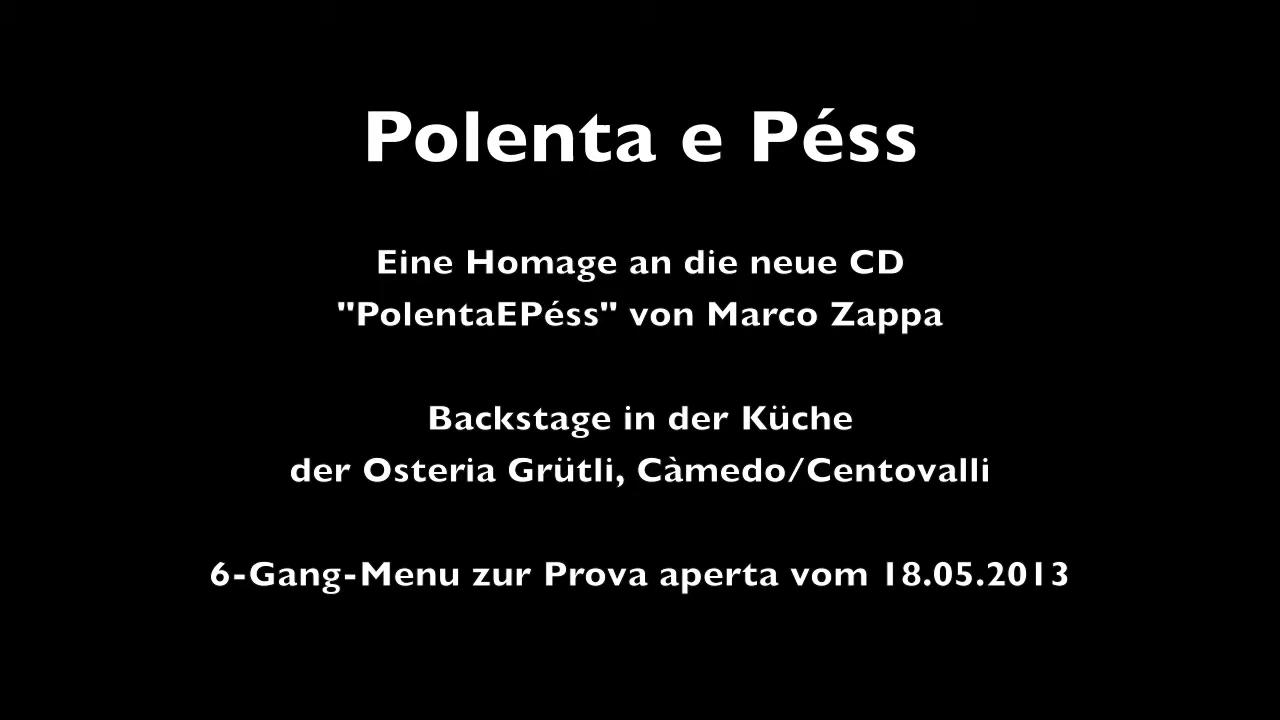 Polenta e Péss
Eine Homage an die neue CD
"PolentaEPéss" von Marco Zappa
Backstage in der Küche
der Osteria Grütli, Càmedo/Centovalli
6-Gang-Menu zur Prova aperta vom 18.05.2013